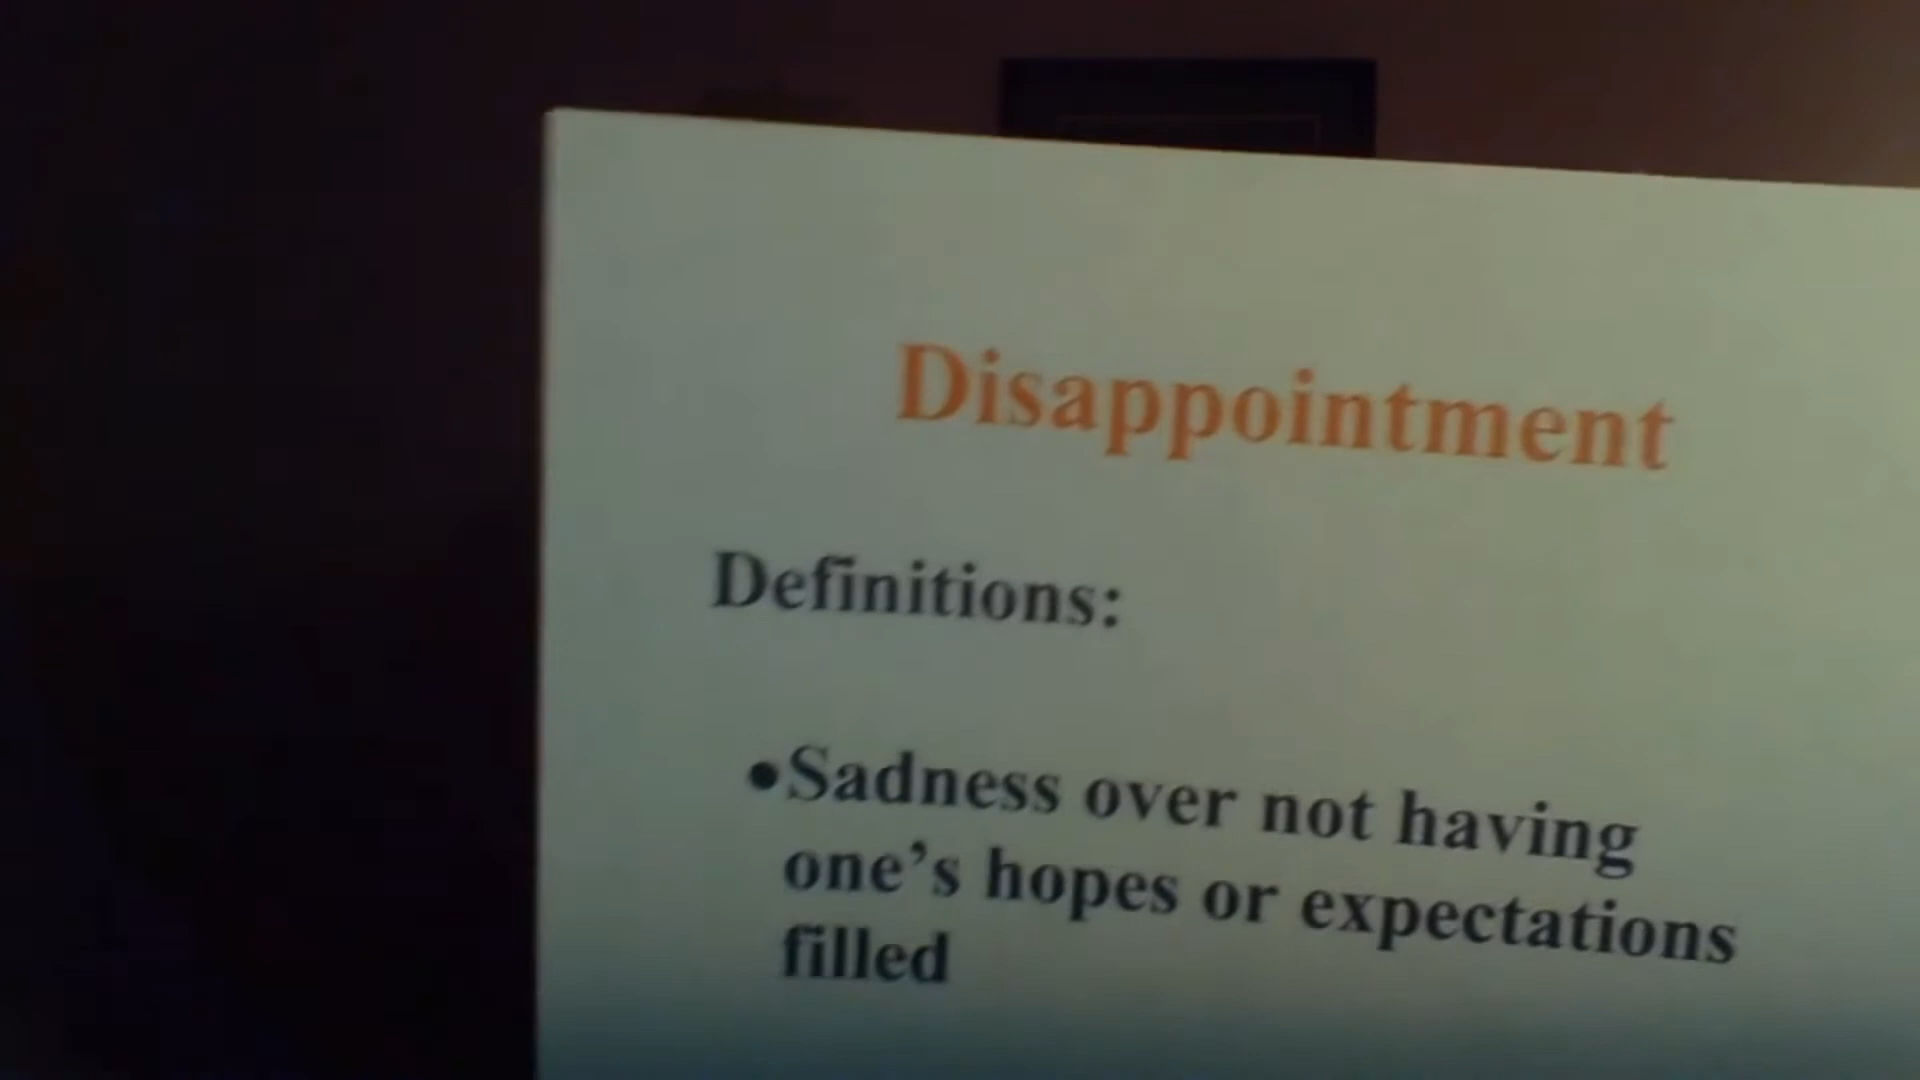 Disappointment
Definitions:
•Sadness over not having
one’s hopes or expectations
filled